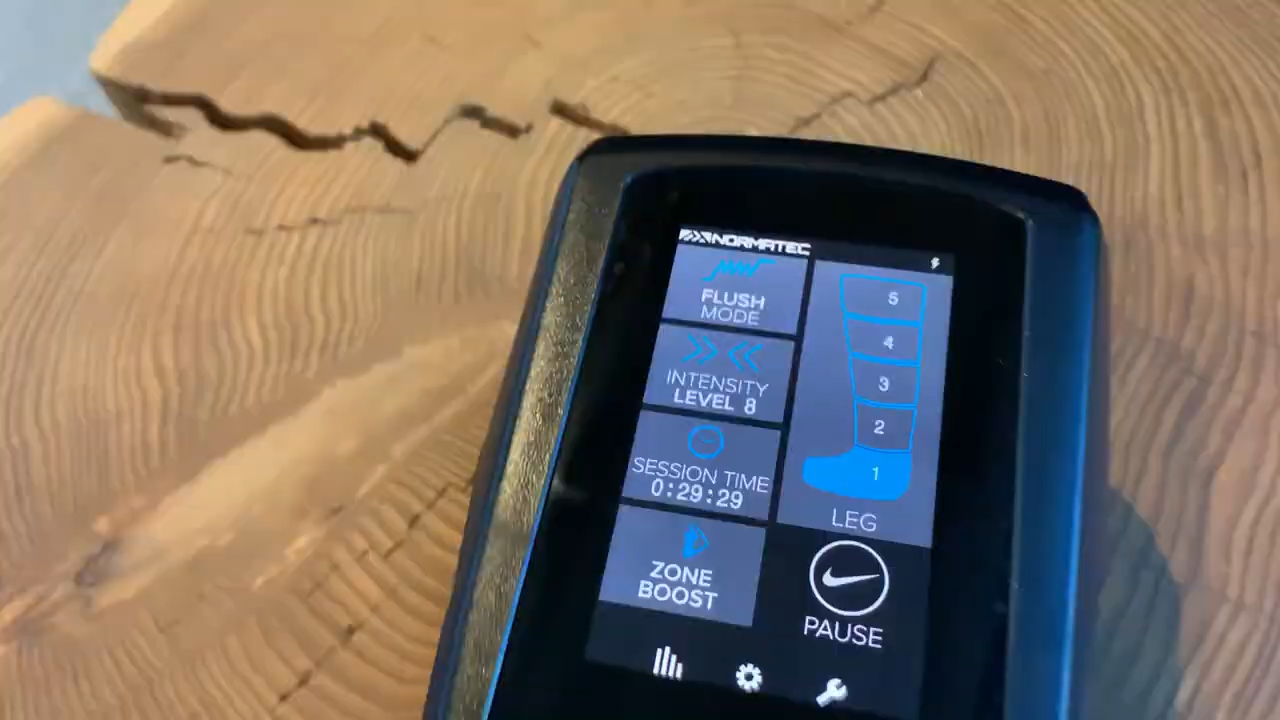 NORMATEC
FLUSH
MODE
INTENSITY
LEVEL 8
SESSION TIME
0:29:29
ZONE
BOOST
5
4
3
2
1
LEG
PAUSE